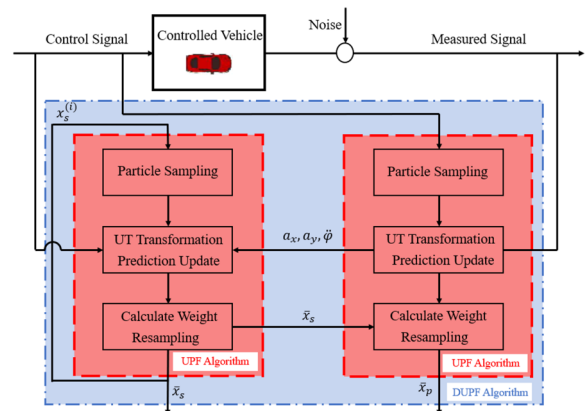 Control Signal
Controlled Vehicle
Noise
Measured Signal
x_s^{(i)}
Particle Sampling
Particle Sampling
UT Transformation
Prediction Update
a_x, a_y, φ̈
UT Transformation
Prediction Update
Calculate Weight
Resampling
x̄_s
Calculate Weight
Resampling
UPF Algorithm
UPF Algorithm
x̄_s
x̄_p
DUPF Algorithm